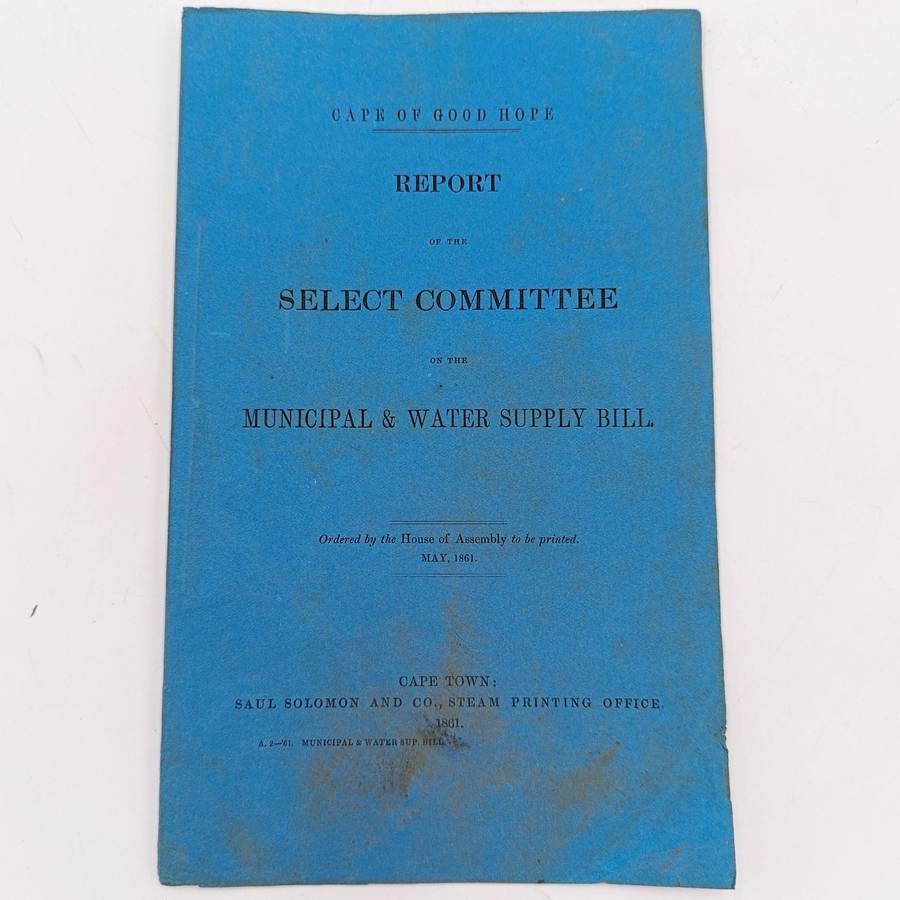 CAPE OF GOOD HOPE
REPORT
OF THE
SELECT COMMITTEE
ON THE
MUNICIPAL & WATER SUPPLY BILL.
Ordered by the House of Assembly to be printed.
MAY, 1861.
CAPE TOWN:
SAUL SOLOMON AND CO., STEAM PRINTING OFFICE.
1861.
A. 2—'61. MUNICIPAL & WATER SUP. BILL.